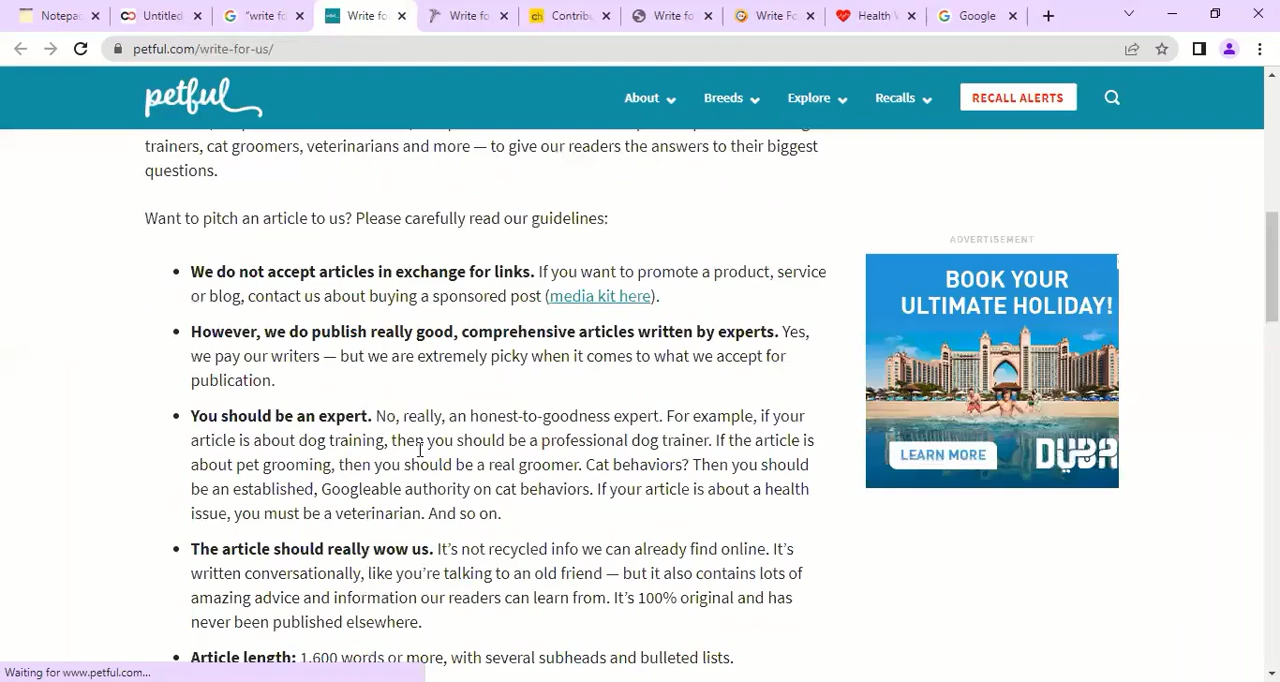 Notepa
Untitled
"write f
Write for
Write fo
Contribu
Write fo
Write Fo
Health W
Google
petful.com/write-for-us/
petful
About
Breeds
Explore
Recalls
RECALL ALERTS
trainers, cat groomers, veterinarians and more — to give our readers the answers to their biggest
questions.
Want to pitch an article to us? Please carefully read our guidelines:
• We do not accept articles in exchange for links. If you want to promote a product, service
or blog, contact us about buying a sponsored post (media kit here).
• However, we do publish really good, comprehensive articles written by experts. Yes,
we pay our writers — but we are extremely picky when it comes to what we accept for
publication.
• You should be an expert. No, really, an honest-to-goodness expert. For example, if your
article is about dog training, then you should be a professional dog trainer. If the article is
about pet grooming, then you should be a real groomer. Cat behaviors? Then you should
be an established, Googleable authority on cat behaviors. If your article is about a health
issue, you must be a veterinarian. And so on.
• The article should really wow us. It's not recycled info we can already find online. It's
written conversationally, like you're talking to an old friend — but it also contains lots of
amazing advice and information our readers can learn from. It's 100% original and has
never been published elsewhere.
• Article length: 1,600 words or more, with several subheads and bulleted lists.
ADVERTISEMENT
BOOK YOUR
ULTIMATE HOLIDAY!
LEARN MORE
DUBAI
Waiting for www.petful.com...